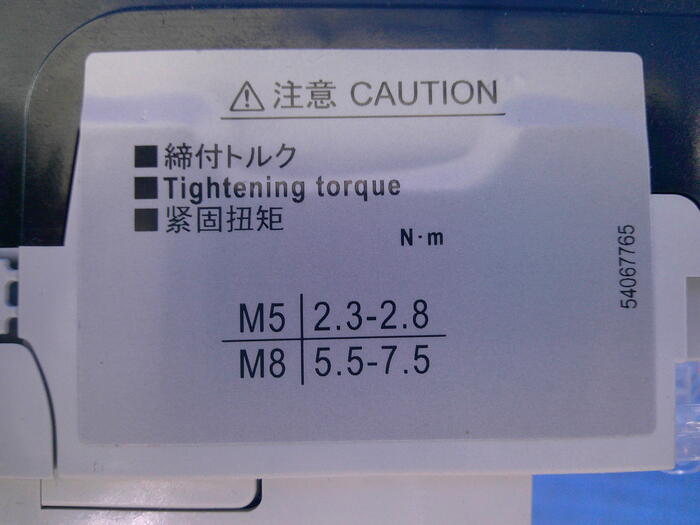 ⚠ 注意 CAUTION
■ 締付トルク
■ Tightening torque
■ 紧固扭矩
N·m
M5 2.3-2.8
M8 5.5-7.5
54067765